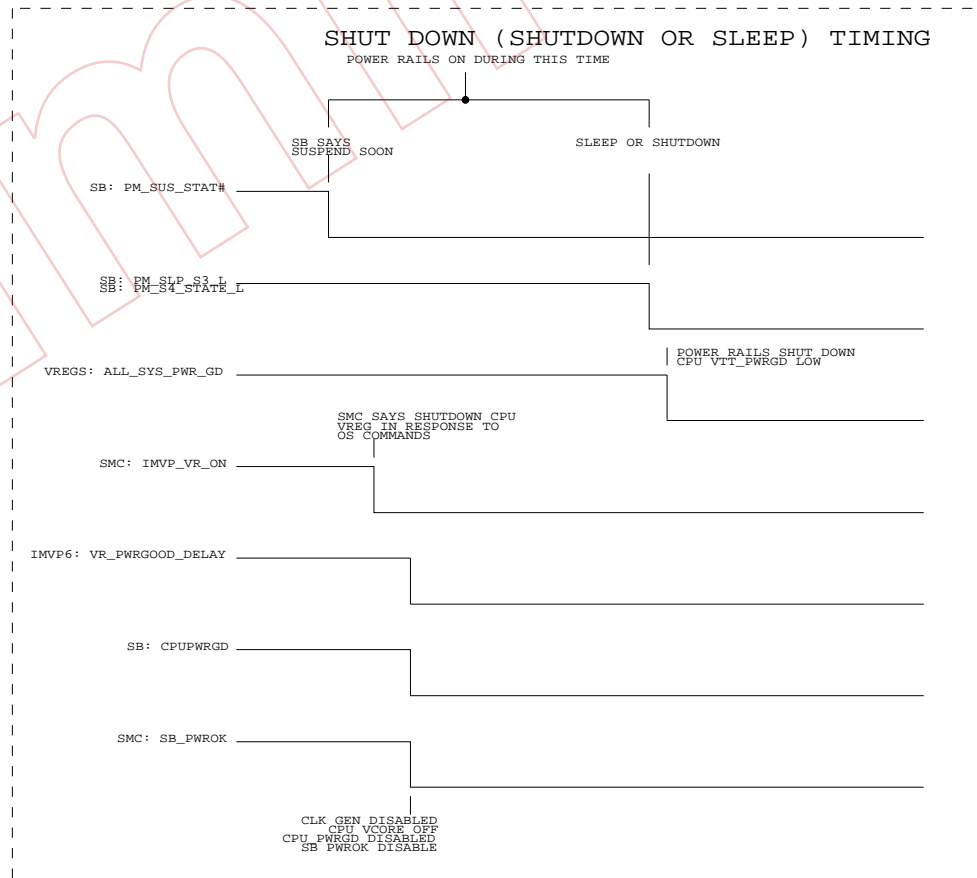 SHUT DOWN (SHUTDOWN OR SLEEP) TIMING
POWER RAILS ON DURING THIS TIME
SB SAYS
SUSPEND SOON
SLEEP OR SHUTDOWN
SB: PM_SUS_STAT#
SB: PM_SLP_S3_L
SB: PM_S4_STATE_L
POWER RAILS SHUT DOWN
CPU VTT_PWRGD LOW
VREGS: ALL_SYS_PWR_GD
SMC SAYS SHUTDOWN CPU
VREG IN RESPONSE TO
OS COMMANDS
SMC: IMVP_VR_ON
IMVP6: VR_PWRGOOD_DELAY
SB: CPUPWRGD
SMC: SB_PWROK
CLK GEN DISABLED
CPU VCORE OFF
CPU_PWRGD DISABLED
SB PWROK DISABLE